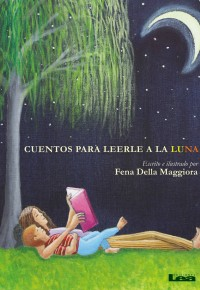 CUENTOS PARA LEERLE A LA LUNA
Escrito e ilustrado por
Fena Della Maggiora
Lea